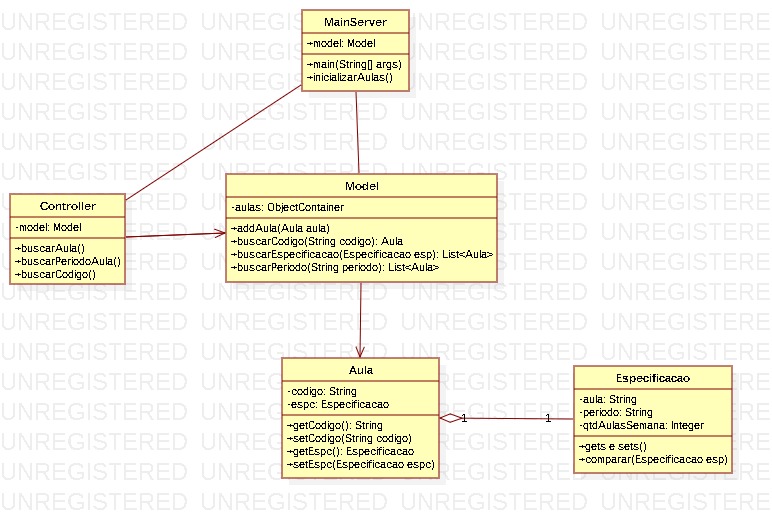 UNREGISTERED UNREGISTERED UNREGISTERED UNREGISTERED
MainServer
+model: Model
+main(String[] args)
+inicializarAulas()
Controller
-model: Model
+buscarAula()
+buscarPeriodoAula()
+buscarCodigo()
Model
-aulas: ObjectContainer
+addAula(Aula aula)
+buscarCodigo(String codigo): Aula
+buscarEspecificacao(Especificacao esp): List<Aula>
+buscarPeriodo(String periodo): List<Aula>
Aula
-codigo: String
-espc: Especificacao
+getCodigo(): String
+setCodigo(String codigo)
+getEspc(): Especificacao
+setEspc(Especificacao espc)
1 1
Especificacao
-aula: String
-periodo: String
-qtdAulasSemana: Integer
+gets e sets()
+comparar(Especificacao esp)